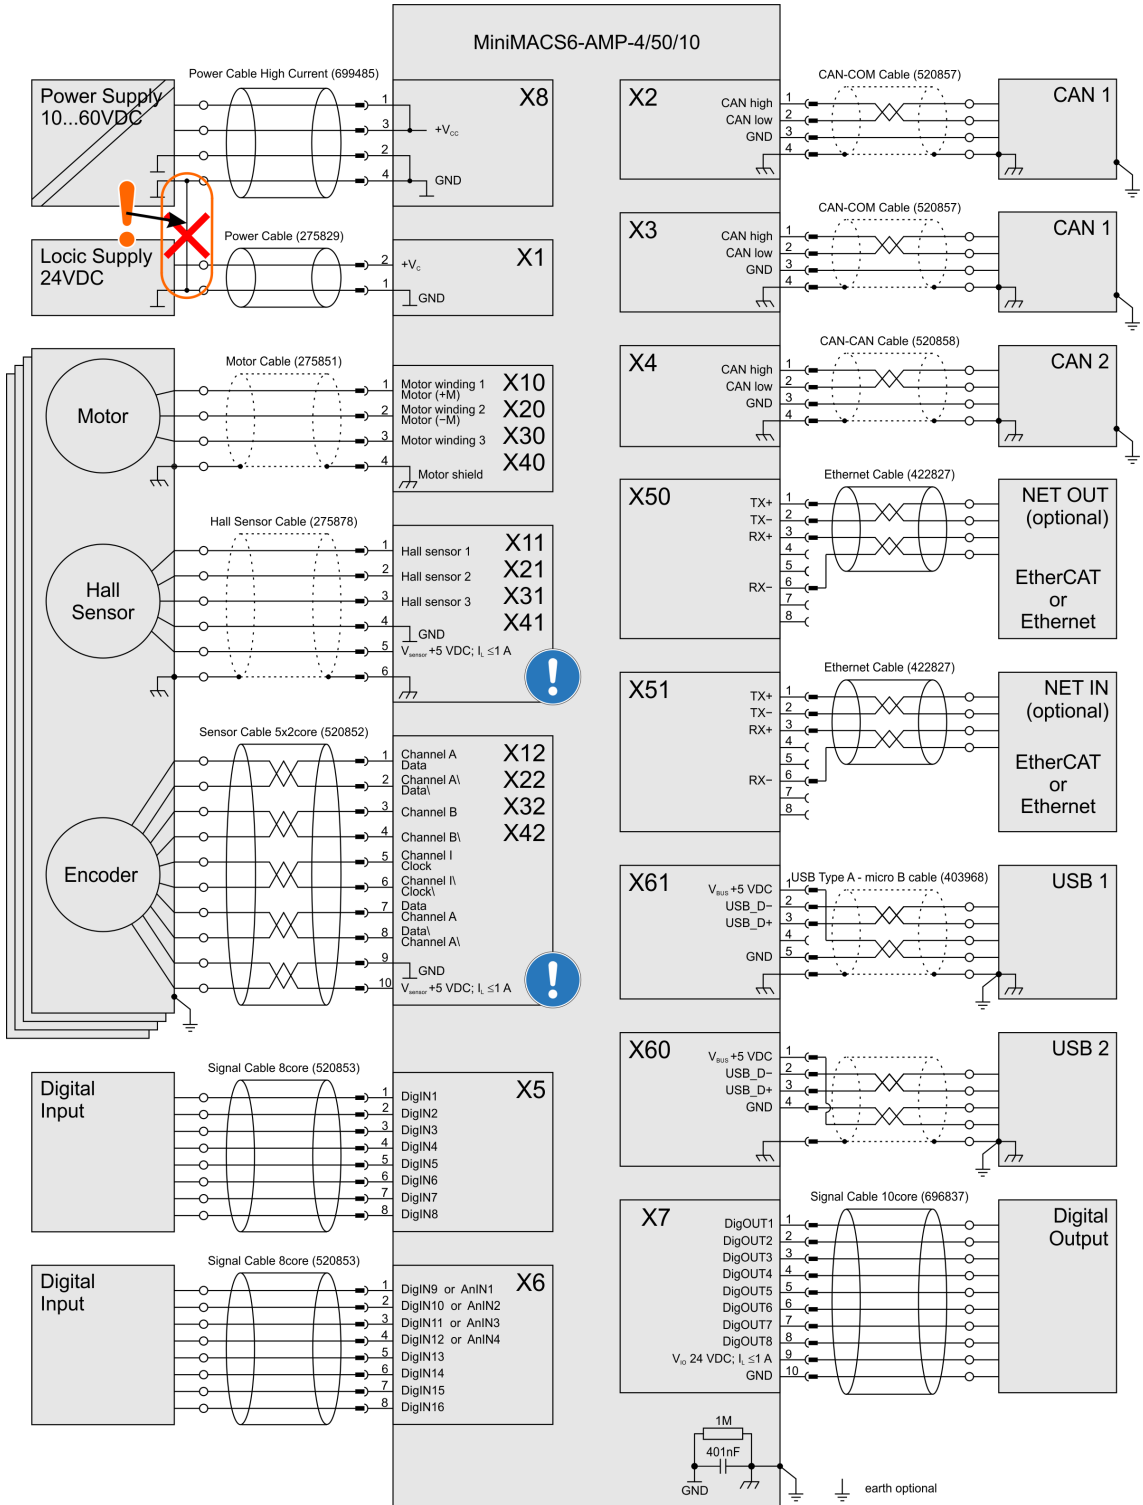 MiniMACS6-AMP-4/50/10
Power Cable High Current (699485)
Power Supply
10...60VDC
X8
1
3
+Vcc
2
4
GND
Locic Supply
24VDC
Power Cable (275829)
X1
2
+Vc
1
GND
Motor Cable (275851)
Motor
X10
X20
X30
X40
1
Motor winding 1
Motor (+M)
2
Motor winding 2
Motor (−M)
3
Motor winding 3
4
Motor shield
Hall Sensor Cable (275878)
Hall
Sensor
X11
X21
X31
X41
1
Hall sensor 1
2
Hall sensor 2
3
Hall sensor 3
4
GND
5
Vsensor +5 VDC; IL ≤1 A
6
!
Sensor Cable 5x2core (520852)
Encoder
X12
X22
X32
X42
1
Channel A
Data
2
Channel A\
Data\
3
Channel B
4
Channel B\
5
Channel I
Clock
6
Channel I\
Clock\
7
Data
Channel A
8
Data\
Channel A\
9
GND
10
Vsensor +5 VDC; IL ≤1 A
!
Signal Cable 8core (520853)
Digital
Input
X5
1 DigIN1
2 DigIN2
3 DigIN3
4 DigIN4
5 DigIN5
6 DigIN6
7 DigIN7
8 DigIN8
Signal Cable 8core (520853)
Digital
Input
X6
1 DigIN9 or AnIN1
2 DigIN10 or AnIN2
3 DigIN11 or AnIN3
4 DigIN12 or AnIN4
5 DigIN13
6 DigIN14
7 DigIN15
8 DigIN16
CAN-COM Cable (520857)
X2
CAN high 1
CAN low 2
GND 3
4
CAN 1
CAN-COM Cable (520857)
X3
CAN high 1
CAN low 2
GND 3
4
CAN 1
CAN-CAN Cable (520858)
X4
CAN high 1
CAN low 2
GND 3
4
CAN 2
Ethernet Cable (422827)
X50
TX+ 1
TX− 2
RX+ 3
4
5
RX− 6
7
8
NET OUT
(optional)
EtherCAT
or
Ethernet
Ethernet Cable (422827)
X51
TX+ 1
TX− 2
RX+ 3
4
5
RX− 6
7
8
NET IN
(optional)
EtherCAT
or
Ethernet
USB Type A - micro B cable (403968)
X61
VBUS +5 VDC 1
USB_D− 2
USB_D+ 3
4
GND 5
USB 1
X60
VBUS +5 VDC 1
USB_D− 2
USB_D+ 3
GND 4
USB 2
Signal Cable 10core (696837)
X7
DigOUT1 1
DigOUT2 2
DigOUT3 3
DigOUT4 4
DigOUT5 5
DigOUT6 6
DigOUT7 7
DigOUT8 8
VIO 24 VDC; IL ≤1 A 9
GND 10
Digital
Output
1M
401nF
GND
earth optional